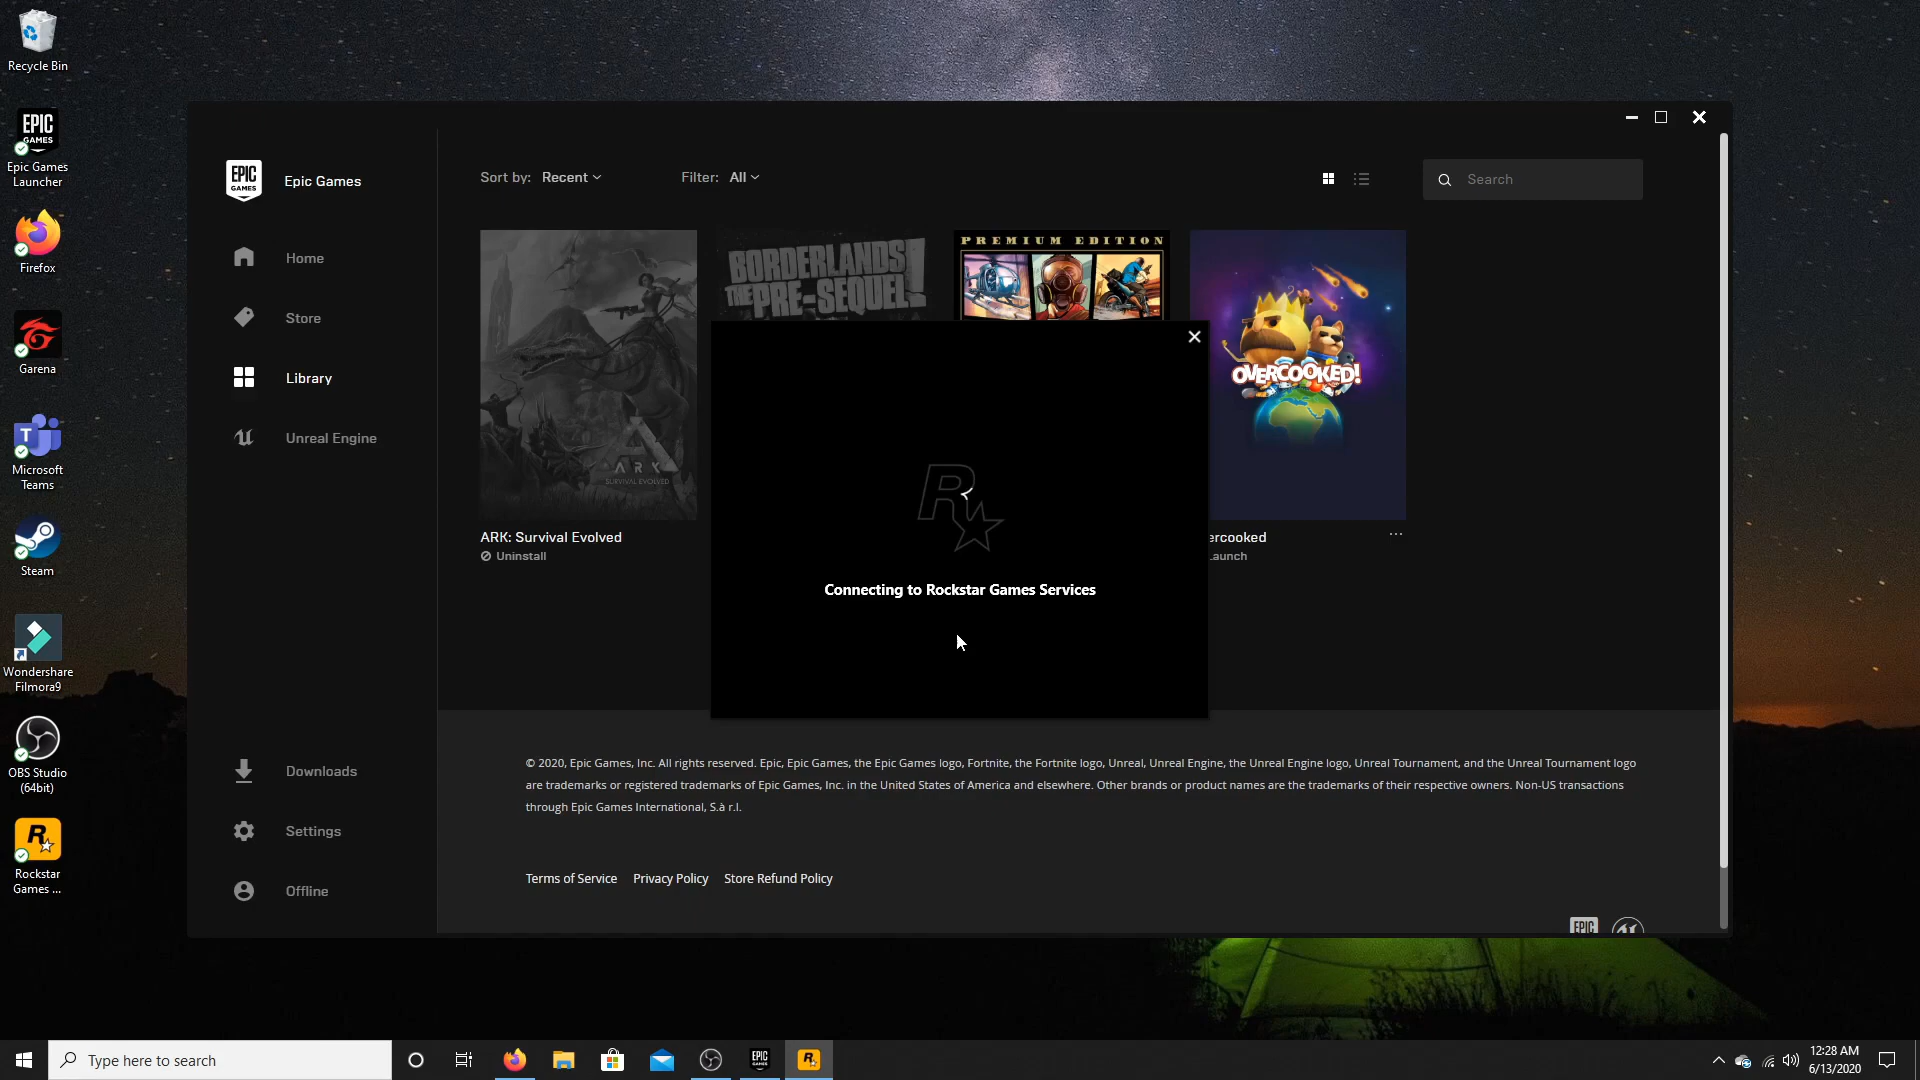 Recycle Bin
EPIC
GAMES
Epic Games
Launcher
Firefox
Garena
T
Microsoft
Teams
Steam
Wondershare
Filmora9
OBS Studio
(64bit)
R
Rockstar
Games ...
EPIC
GAMES
Epic Games
Home
Store
Library
Unreal Engine
Downloads
Settings
Offline
Sort by: Recent
Filter: All
Search
ARK
SURVIVAL EVOLVED
ARK: Survival Evolved
Uninstall
BORDERLANDS
THE PRE-SEQUEL!
PREMIUM EDITION
OVERCOOKED!
ercooked
...
Launch
R
Connecting to Rockstar Games Services
© 2020, Epic Games, Inc. All rights reserved. Epic, Epic Games, the Epic Games logo, Fortnite, the Fortnite logo, Unreal, Unreal Engine, the Unreal Engine logo, Unreal Tournament, and the Unreal Tournament logo
are trademarks or registered trademarks of Epic Games, Inc. in the United States of America and elsewhere. Other brands or product names are the trademarks of their respective owners. Non-US transactions
through Epic Games International, S.à r.l.
Terms of Service Privacy Policy Store Refund Policy
EPIC
Type here to search
EPIC
GAMES
R
12:28 AM
6/13/2020